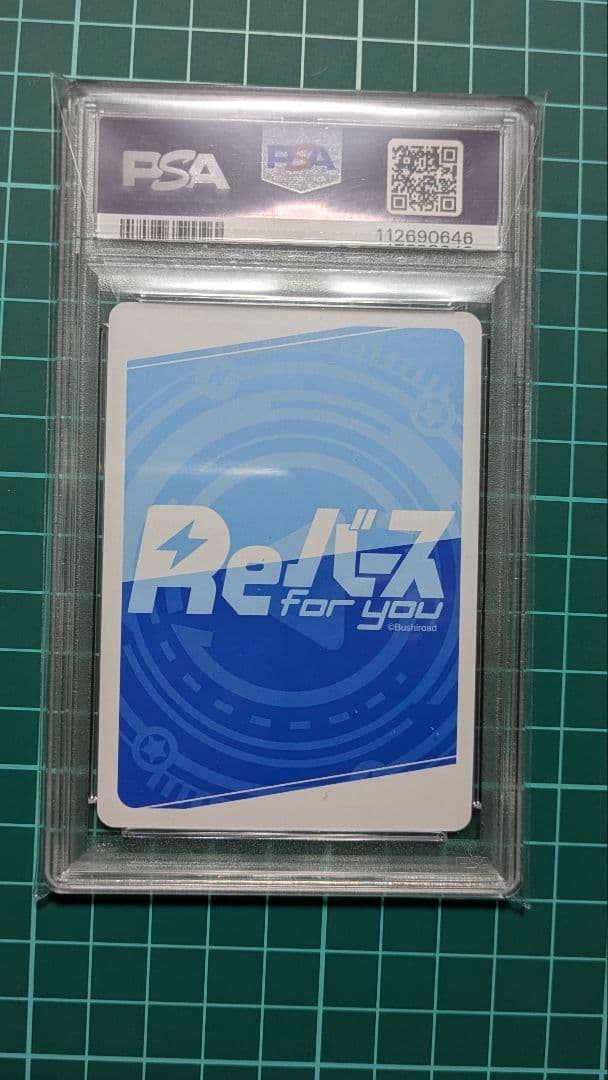 PSA
PSA
112690646
Reバース
for you
©Bushiroad